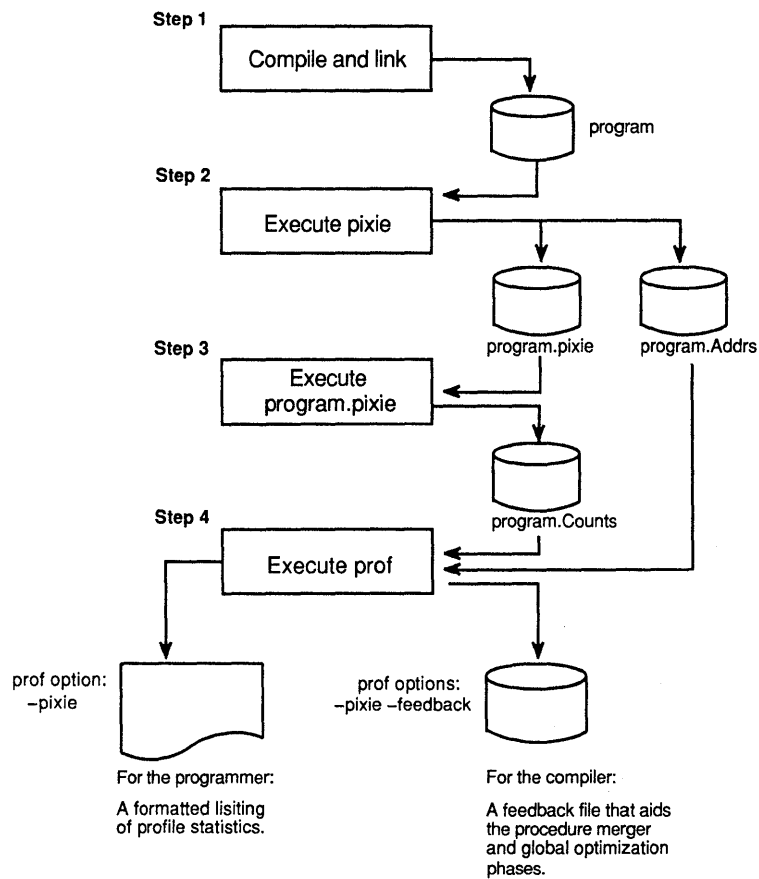 Step 1
Compile and link
program
Step 2
Execute pixie
program.pixie
program.Addrs
Step 3
Execute
program.pixie
program.Counts
Step 4
Execute prof
prof option:
–pixie
prof options:
–pixie –feedback
For the programmer:
A formatted lisiting
of profile statistics.
For the compiler:
A feedback file that aids
the procedure merger
and global optimization
phases.